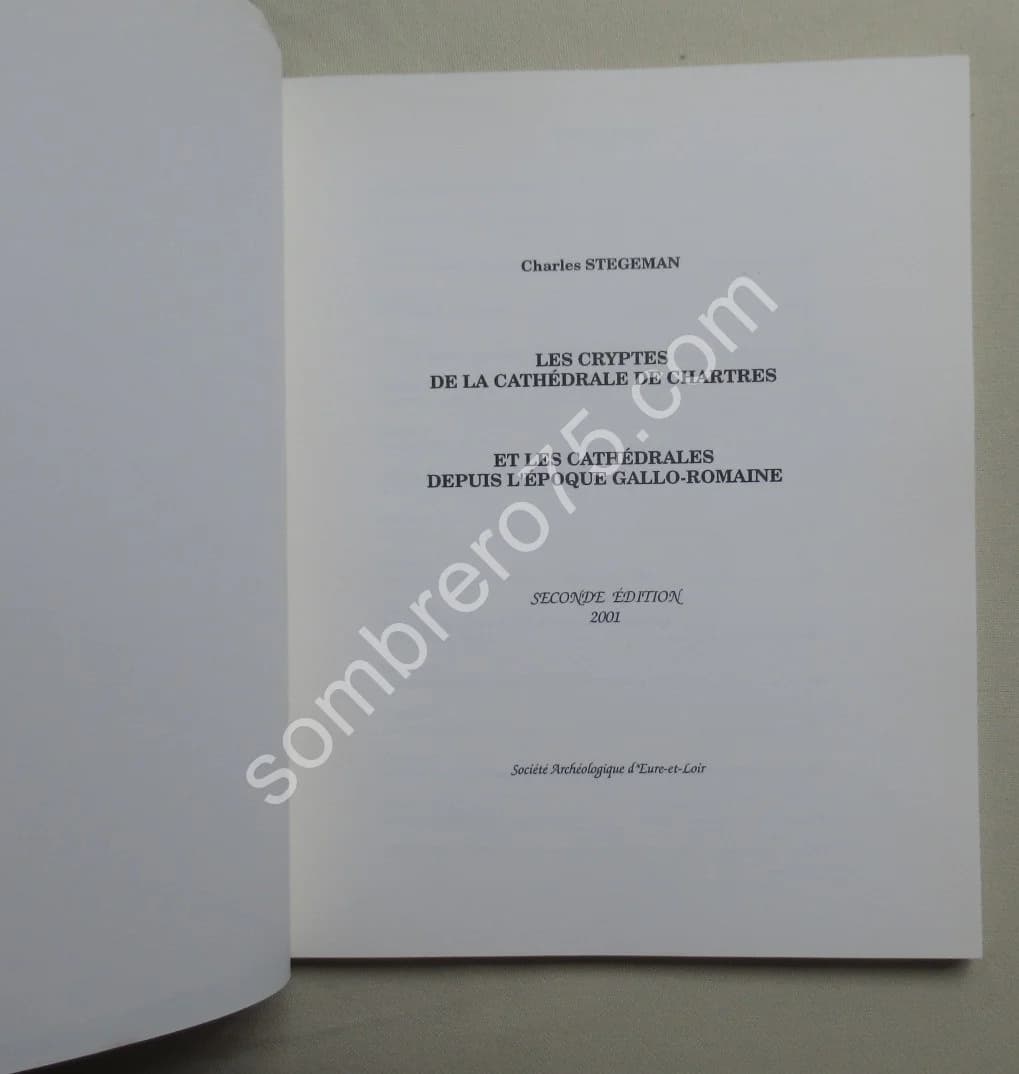 Charles STEGEMAN
LES CRYPTES
DE LA CATHÉDRALE DE CHARTRES
ET LES CATHÉDRALES
DEPUIS L'ÉPOQUE GALLO-ROMAINE
SECONDE ÉDITION
2001
Société Archéologique d'Eure-et-Loir
sombrero75.com